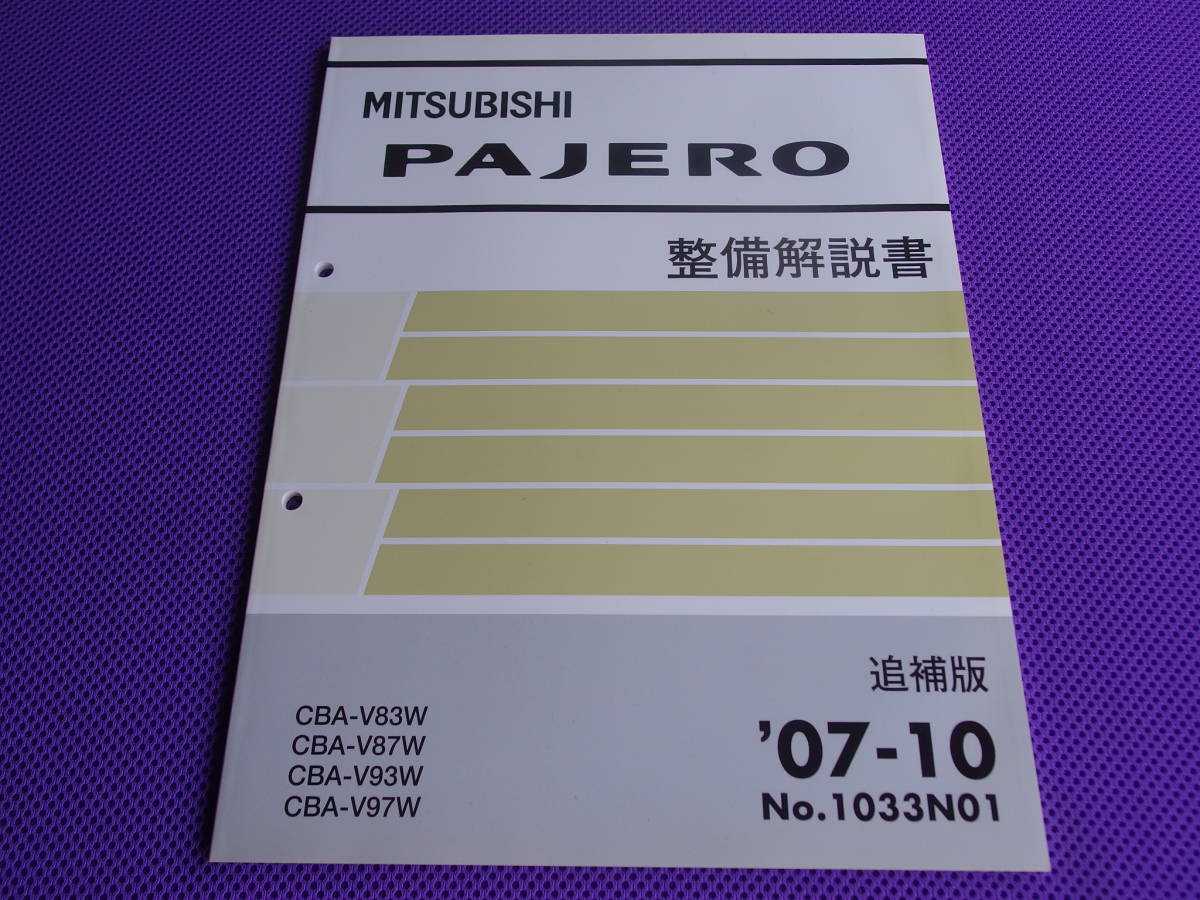 MITSUBISHI
PAJERO
整備解説書
追補版
CBA-V83W
CBA-V87W
CBA-V93W
CBA-V97W
’07-10
No.1033N01